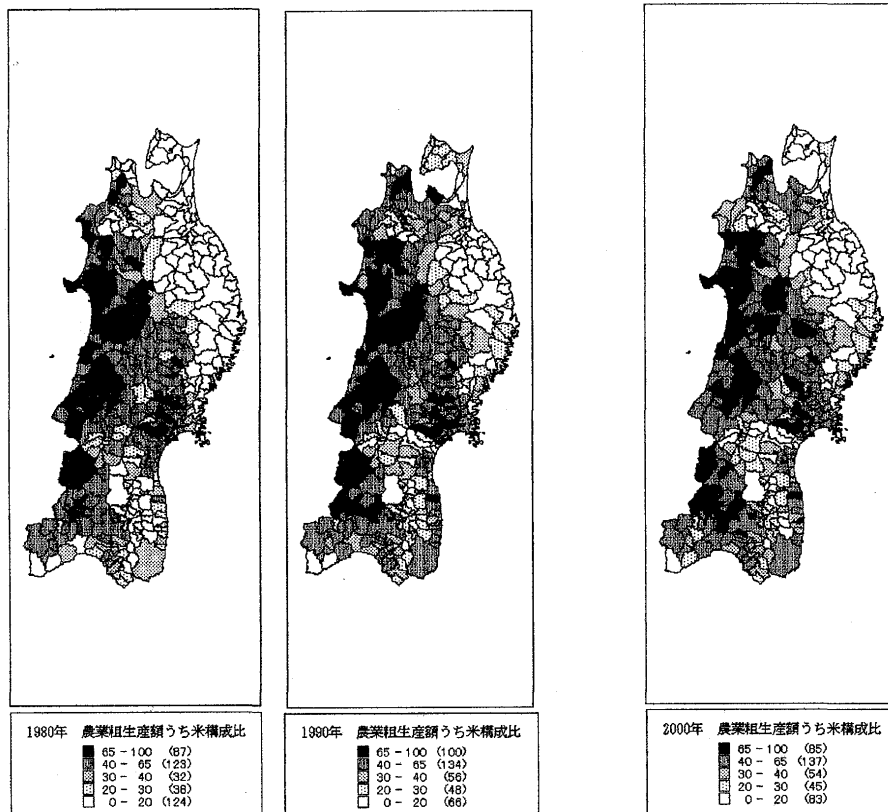 1980年 農業粗生産額うち米構成比
65 - 100 (87)
40 - 65 (123)
30 - 40 (32)
20 - 30 (38)
0 - 20 (124)
1990年 農業粗生産額うち米構成比
65 - 100 (100)
40 - 65 (134)
30 - 40 (56)
20 - 30 (48)
0 - 20 (66)
2000年 農業粗生産額うち米構成比
65 - 100 (85)
40 - 65 (137)
30 - 40 (54)
20 - 30 (45)
0 - 20 (83)